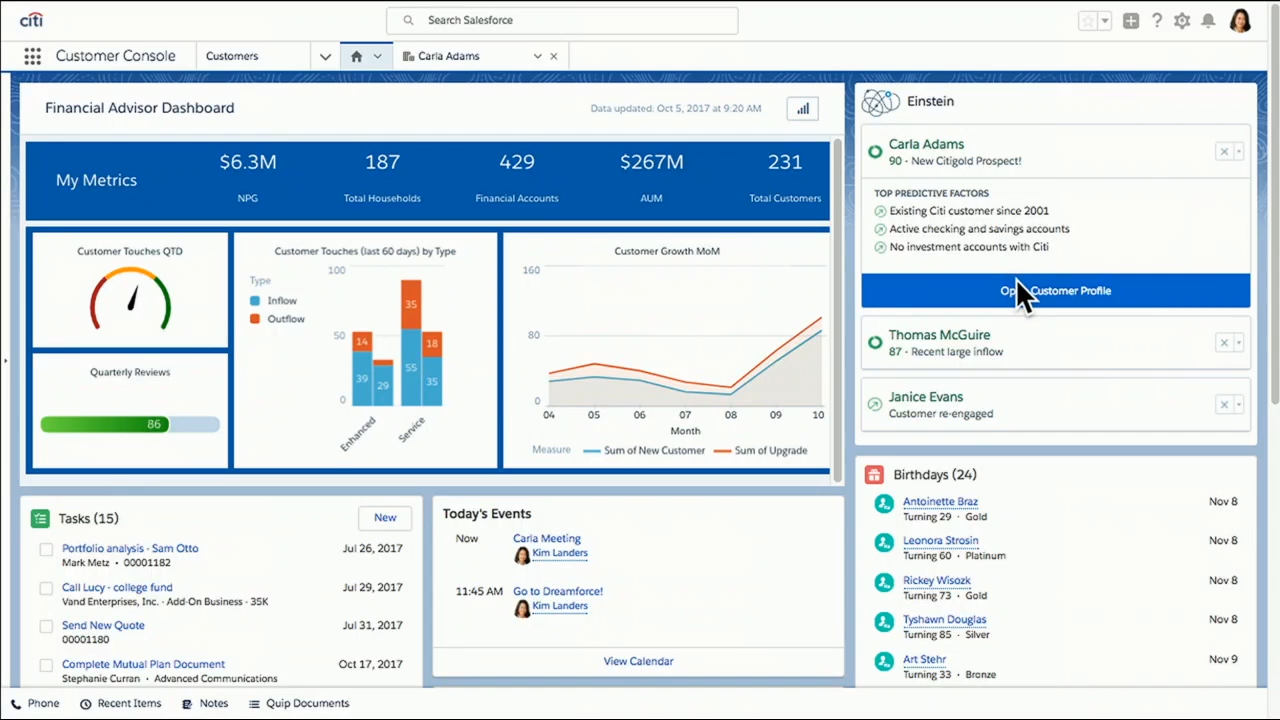 citi
Search Salesforce
Customer Console
Customers
Carla Adams
Financial Advisor Dashboard
Data updated: Oct 5, 2017 at 9:20 AM
My Metrics
$6.3M 187 429 $267M 231
NPG Total Households Financial Accounts AUM Total Customers
Customer Touches QTD
Quarterly Reviews
86
Customer Touches (last 60 days) by Type
Type
Inflow
Outflow
100
50
0
14
39
29
35
55
18
35
Enhanced
Service
Customer Growth MoM
160
80
0
04 05 06 07 08 09 10
Month
Measure Sum of New Customer Sum of Upgrade
Einstein
Carla Adams
90 · New Citigold Prospect!
TOP PREDICTIVE FACTORS
Existing Citi customer since 2001
Active checking and savings accounts
No investment accounts with Citi
Customer Profile
Thomas McGuire
87 · Recent large inflow
Janice Evans
Customer re-engaged
Tasks (15)
New
Portfolio analysis - Sam Otto Jul 26, 2017
Mark Metz · 00001182
Call Lucy - college fund Jul 29, 2017
Vand Enterprises, Inc. · Add-On Business · 35K
Send New Quote Jul 31, 2017
00001180
Complete Mutual Plan Document Oct 17, 2017
Stephanie Curran · Advanced Communications
Today's Events
Now Carla Meeting
Kim Landers
11:45 AM Go to Dreamforce!
Kim Landers
View Calendar
Birthdays (24)
Antoinette Braz Nov 8
Turning 29 · Gold
Leonora Strosin Nov 8
Turning 60 · Platinum
Rickey Wisozk Nov 8
Turning 73 · Gold
Tyshawn Douglas Nov 8
Turning 85 · Silver
Art Stehr Nov 9
Turning 33 · Bronze
Phone
Recent Items
Notes
Quip Documents